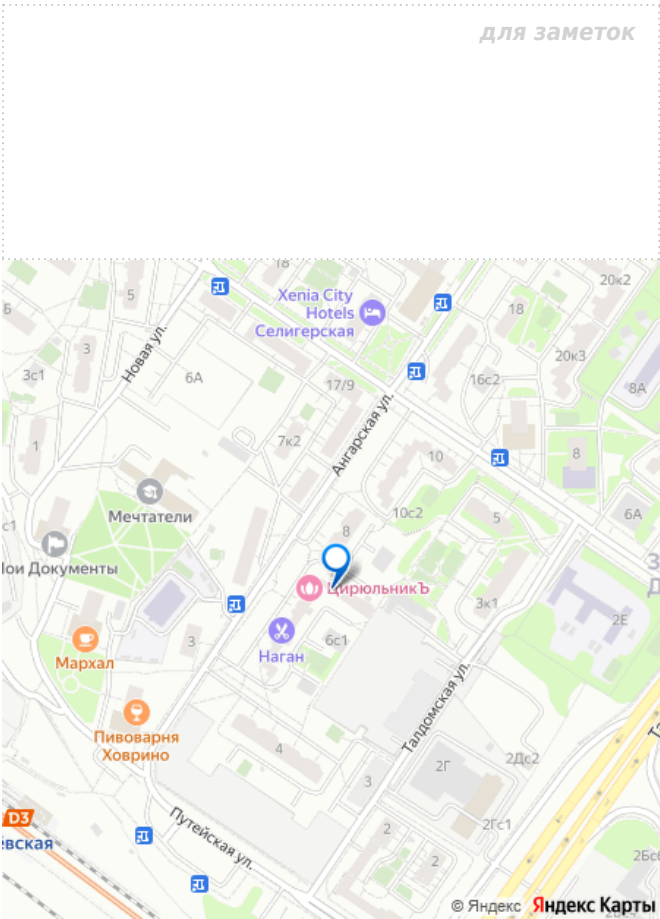 для заметок
18
20к2
5
Xenia City
Hotels
Селигерская
18
Б
Новая ул.
3
20к3
3с1
6А
17/9
16с2
8А
Ангарская ул.
1
7к2
10
8
Мечтатели
10с2
5
6А
с1
8
Мои Документы
ЦирюльникЪ
З
Д
3к1
2Е
Мархал
3
Наган
6с1
Талдомская ул.
Пивоварня
Ховрино
4
2Г
2Дс2
3
D3
евская
Путейская ул.
2
2Гс1
2
2Бс6
© Яндекс Яндекс Карты